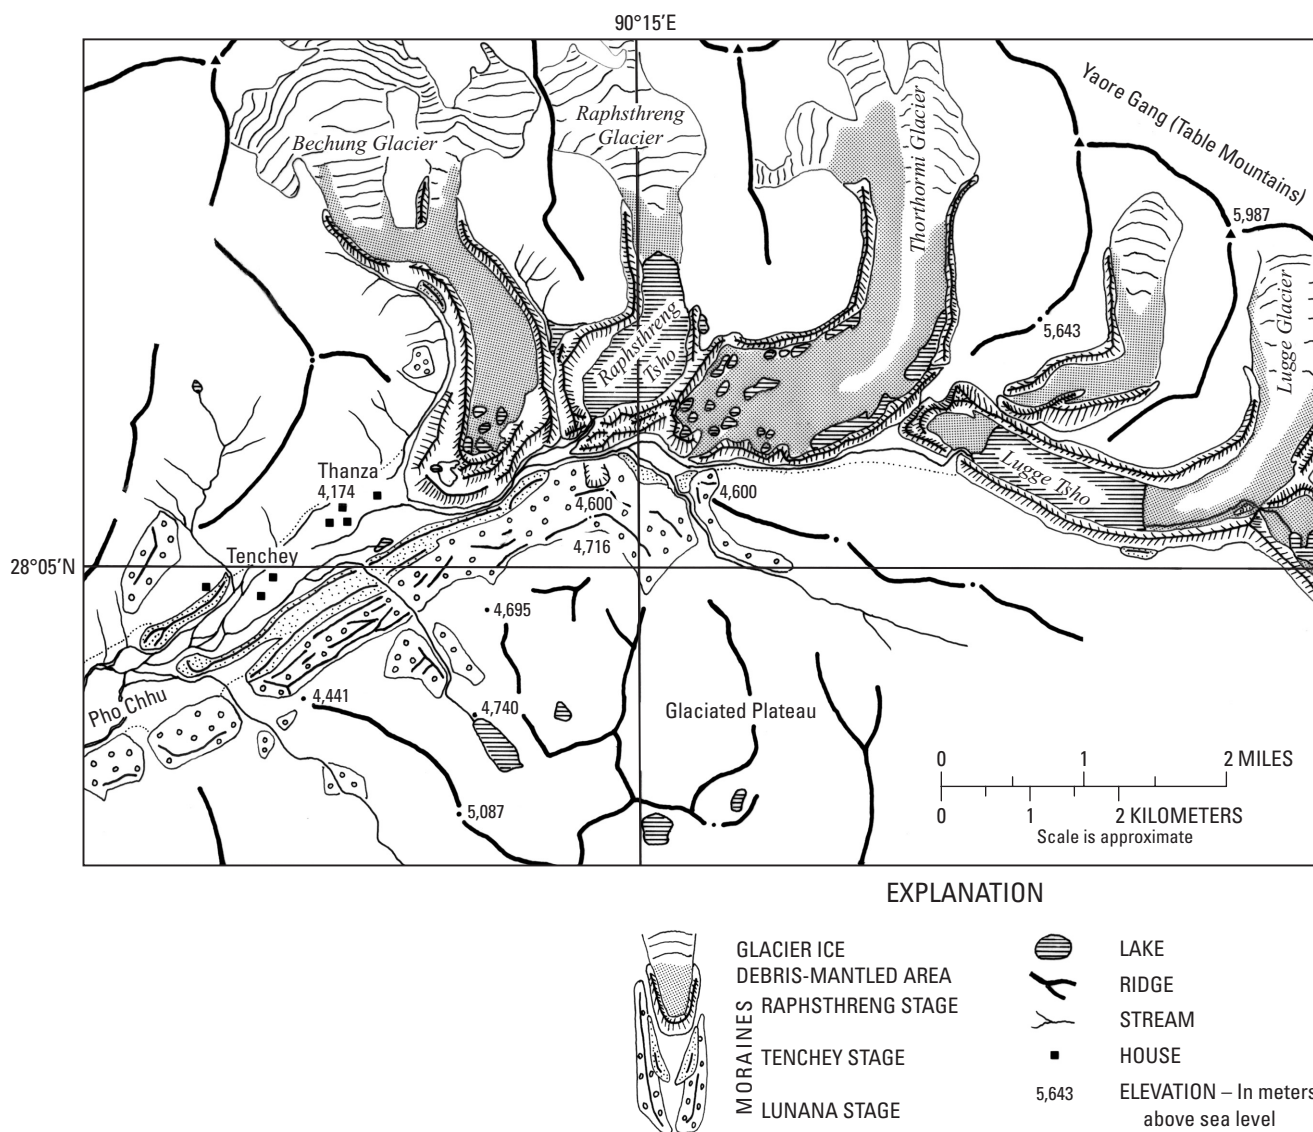 90°15'E
Yaore Gang (Table Mountains)
Raphsthreng
Glacier
Bechung Glacier
Thorthormi Glacier
5,987
Lugge Glacier
5,643
Raphsthreng
Tsho
Lugge Tsho
Thanza
4,174
4,600
4,600
4,716
Tenchey
28°05'N
4,695
4,441
4,740
Pho Chhu
Glaciated Plateau
5,087
0 1 2 MILES
0 1 2 KILOMETERS
Scale is approximate
EXPLANATION
GLACIER ICE
DEBRIS-MANTLED AREA
MORAINES
RAPHSTHRENG STAGE
TENCHEY STAGE
LUNANA STAGE
LAKE
RIDGE
STREAM
HOUSE
5,643 ELEVATION – In meters
above sea level